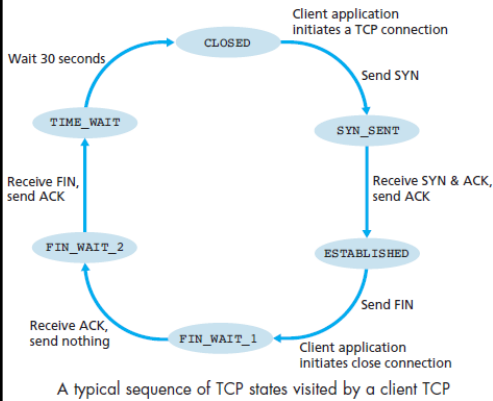 Client application
initiates a TCP connection
CLOSED
Wait 30 seconds
Send SYN
TIME_WAIT
SYN_SENT
Receive FIN,
send ACK
Receive SYN & ACK,
send ACK
FIN_WAIT_2
ESTABLISHED
Send FIN
Receive ACK,
send nothing
FIN_WAIT_1
Client application
initiates close connection
A typical sequence of TCP states visited by a client TCP